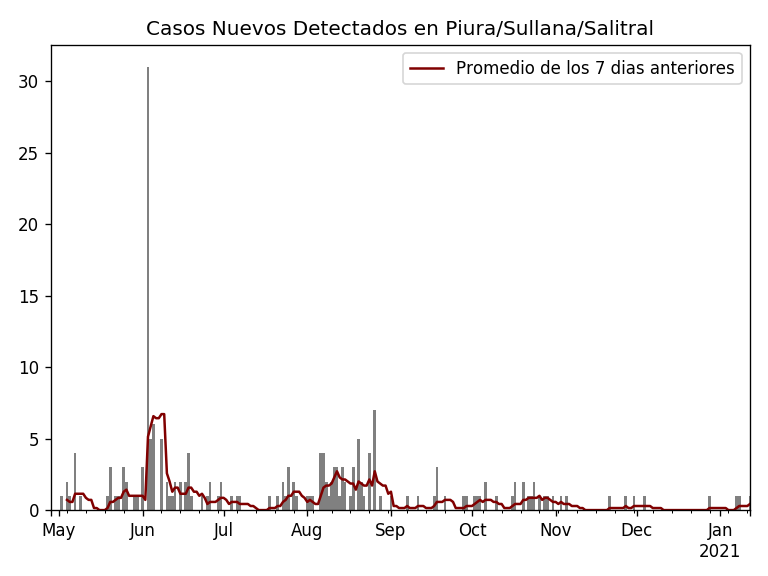 Casos Nuevos Detectados en Piura/Sullana/Salitral
Promedio de los 7 dias anteriores
30
25
20
15
10
5
0
May Jun Jul Aug Sep Oct Nov Dec Jan
2021